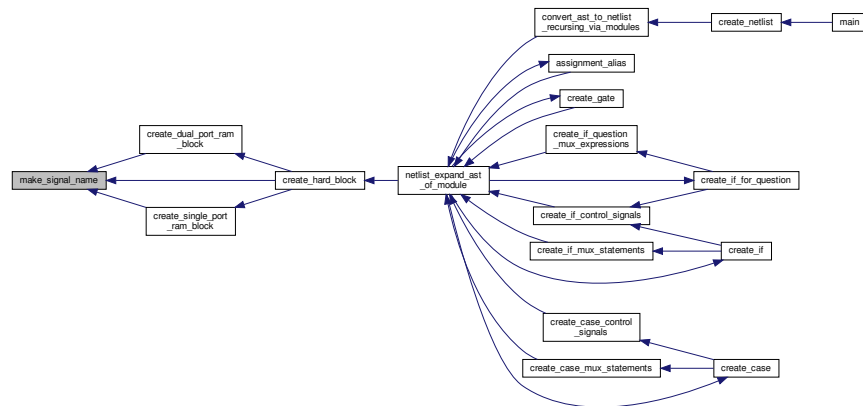 convert_ast_to_netlist
_recursing_via_modules
create_netlist
main
assignment_alias
create_gate
create_dual_port_ram
_block
create_if_question
_mux_expressions
make_signal_name
create_hard_block
netlist_expand_ast
_of_module
create_if_for_question
create_single_port
_ram_block
create_if_control_signals
create_if_mux_statements
create_if
create_case_control
_signals
create_case_mux_statements
create_case